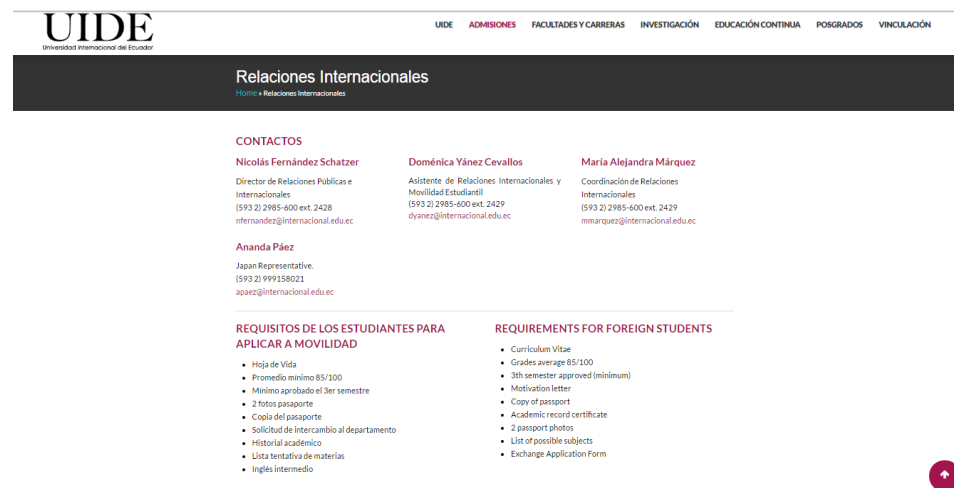 UIDE
Universidad Internacional del Ecuador
UIDE ADMISIONES FACULTADES Y CARRERAS INVESTIGACIÓN EDUCACIÓN CONTINUA POSGRADOS VINCULACIÓN
Relaciones Internacionales
Home » Relaciones Internacionales
CONTACTOS
Nicolás Fernández Schatzer
Director de Relaciones Públicas e
Internacionales
(593 2) 2985-600 ext. 2428
nfernandez@internacional.edu.ec
Doménica Yánez Cevallos
Asistente de Relaciones Internacionales y
Movilidad Estudiantil
(593 2) 2985-600 ext. 2429
dyanez@internacional.edu.ec
María Alejandra Márquez
Coordinación de Relaciones
Internacionales
(593 2) 2985-600 ext. 2429
mmarquez@internacional.edu.ec
Ananda Páez
Japan Representative.
(593 2) 999158021
apaez@internacional.edu.ec
REQUISITOS DE LOS ESTUDIANTES PARA
APLICAR A MOVILIDAD
• Hoja de Vida
• Promedio mínimo 85/100
• Mínimo aprobado el 3er semestre
• 2 fotos pasaporte
• Copia del pasaporte
• Solicitud de intercambio al departamento
• Historial académico
• Lista tentativa de materias
• Inglés intermedio
REQUIREMENTS FOR FOREIGN STUDENTS
• Curriculum Vitae
• Grades average 85/100
• 3th semester approved (minimum)
• Motivation letter
• Copy of passport
• Academic record certificate
• 2 passport photos
• List of possible subjects
• Exchange Application Form